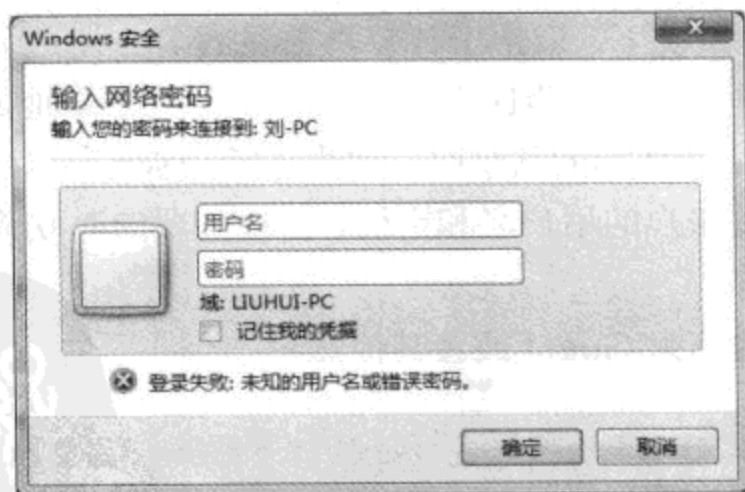 Windows 安全
输入网络密码
输入您的密码来连接到: 刘-PC
用户名
密码
域: LIUHUI-PC
记住我的凭据
登录失败: 未知的用户名或错误密码。
确定
取消